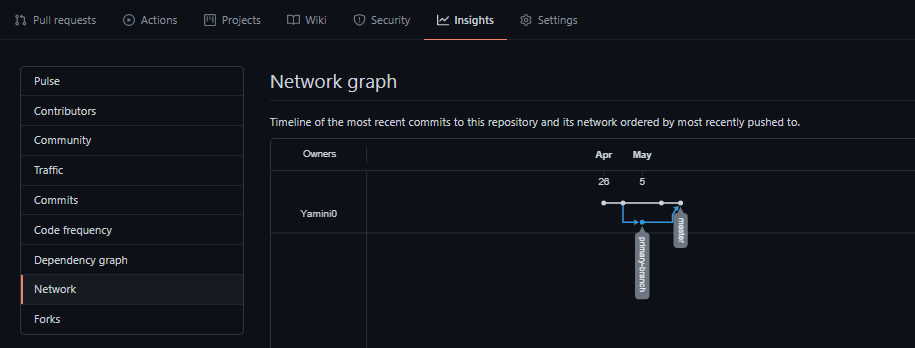 Pull requests Actions Projects Wiki Security Insights Settings
Pulse
Contributors
Community
Traffic
Commits
Code frequency
Dependency graph
Network
Forks
Network graph
Timeline of the most recent commits to this repository and its network ordered by most recently pushed to.
Owners Apr May
26 5
Yamini0
master
primary-branch